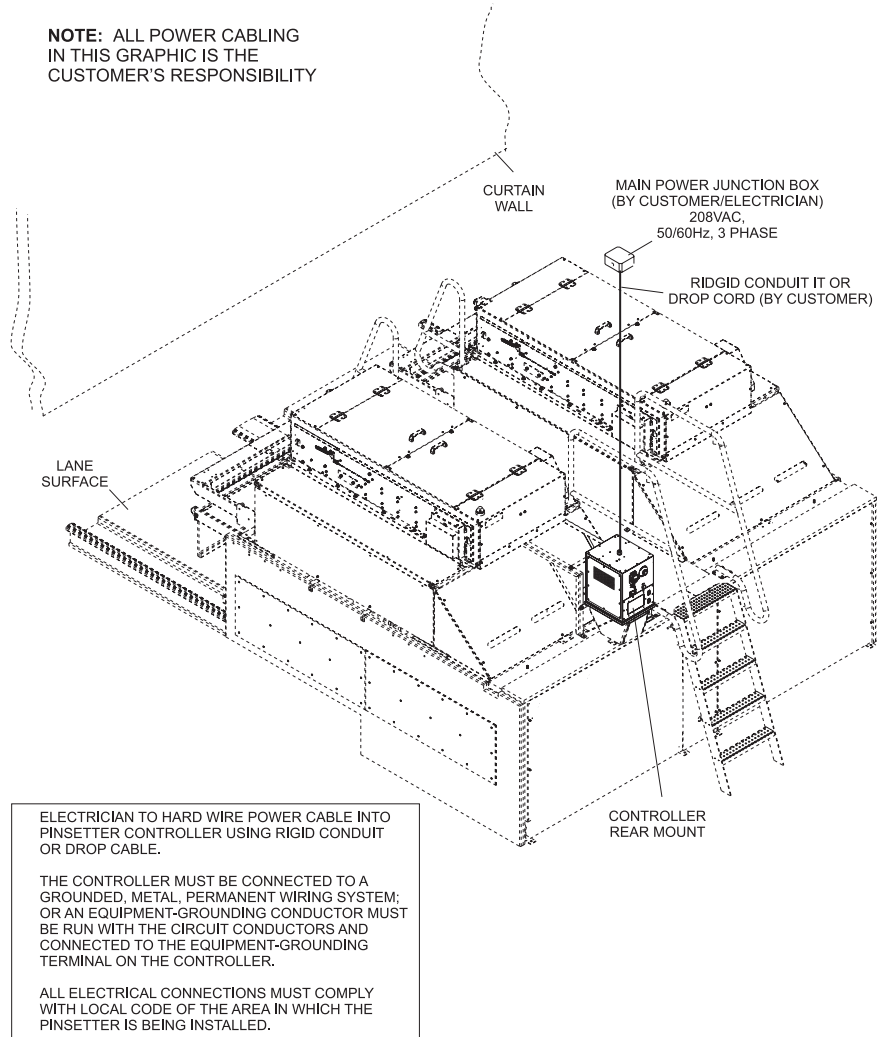 NOTE: ALL POWER CABLING
IN THIS GRAPHIC IS THE
CUSTOMER'S RESPONSIBILITY
CURTAIN
WALL
MAIN POWER JUNCTION BOX
(BY CUSTOMER/ELECTRICIAN)
208VAC,
50/60Hz, 3 PHASE
RIDGID CONDUIT IT OR
DROP CORD (BY CUSTOMER)
LANE
SURFACE
CONTROLLER
REAR MOUNT
ELECTRICIAN TO HARD WIRE POWER CABLE INTO
PINSETTER CONTROLLER USING RIGID CONDUIT
OR DROP CABLE.
THE CONTROLLER MUST BE CONNECTED TO A
GROUNDED, METAL, PERMANENT WIRING SYSTEM;
OR AN EQUIPMENT-GROUNDING CONDUCTOR MUST
BE RUN WITH THE CIRCUIT CONDUCTORS AND
CONNECTED TO THE EQUIPMENT-GROUNDING
TERMINAL ON THE CONTROLLER.
ALL ELECTRICAL CONNECTIONS MUST COMPLY
WITH LOCAL CODE OF THE AREA IN WHICH THE
PINSETTER IS BEING INSTALLED.